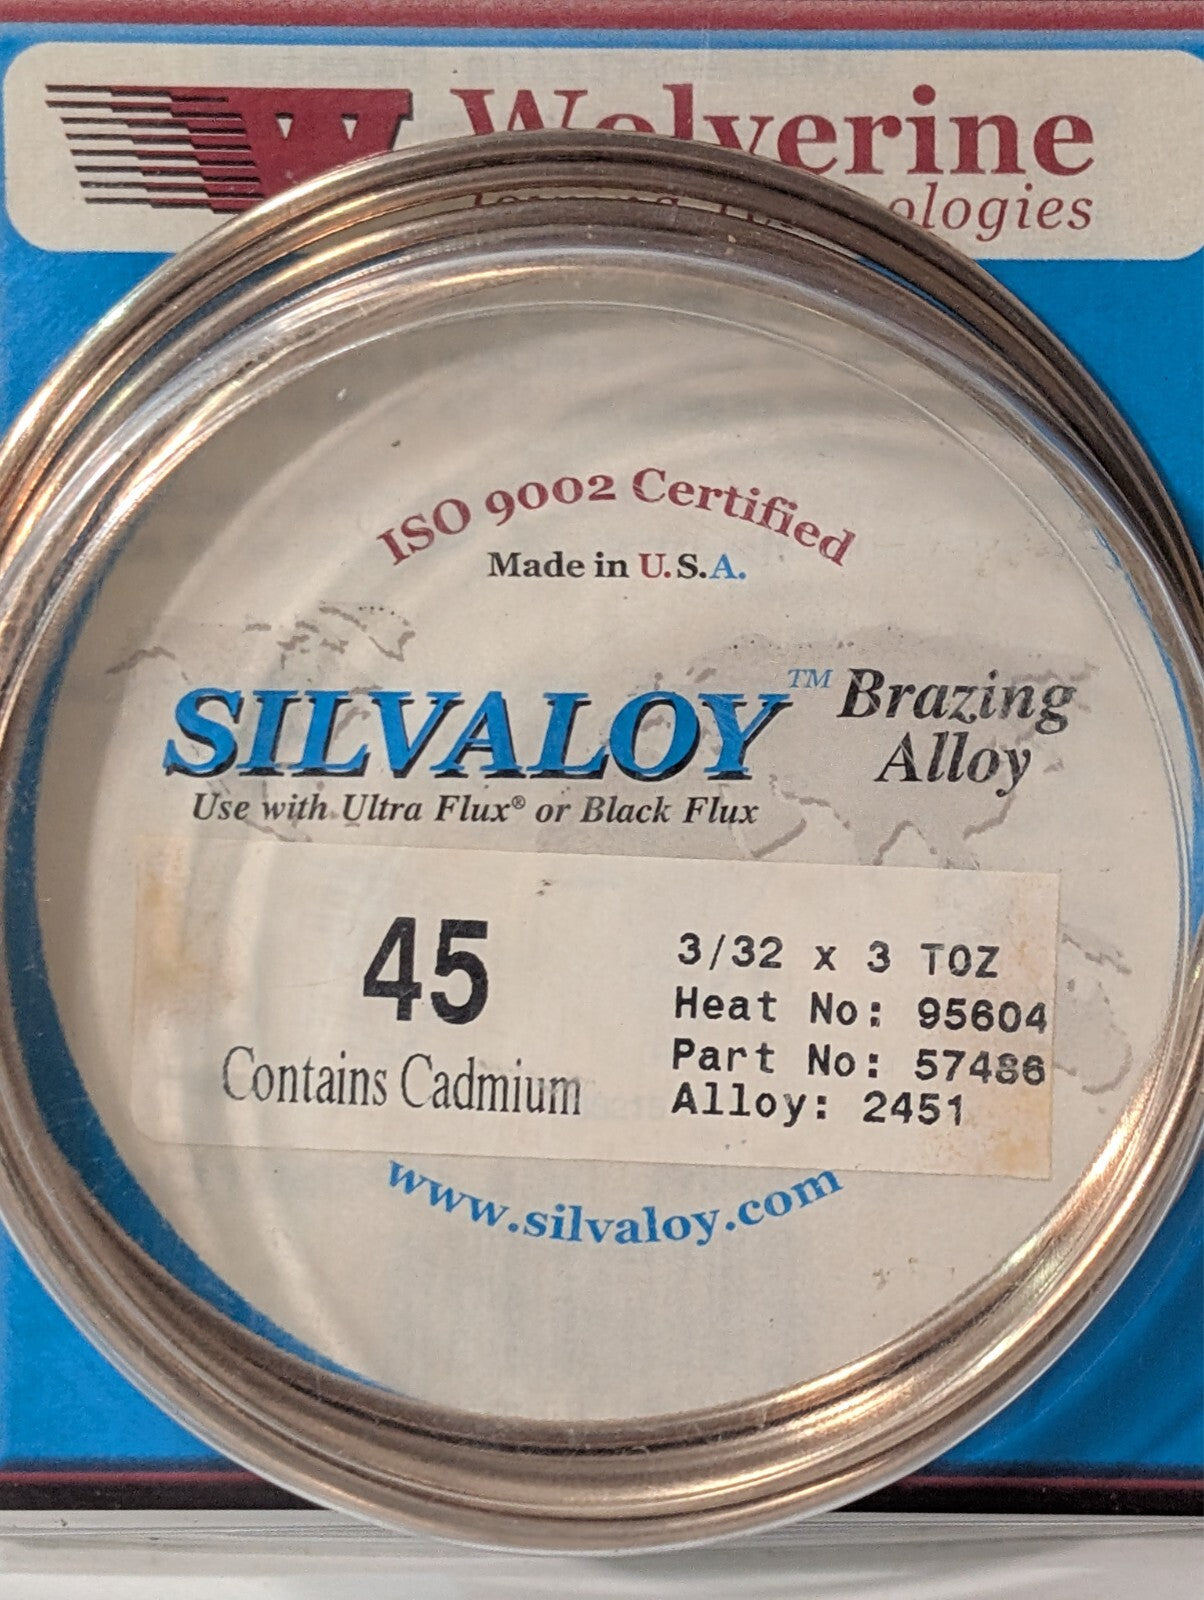 Wolverine
ologies
ISO 9002 Certified
Made in U.S.A.
SILVALOY™ Brazing
Alloy
Use with Ultra Flux® or Black Flux
45
Contains Cadmium
3/32 x 3 TOZ
Heat No: 95604
Part No: 57486
Alloy: 2451
www.silvaloy.com